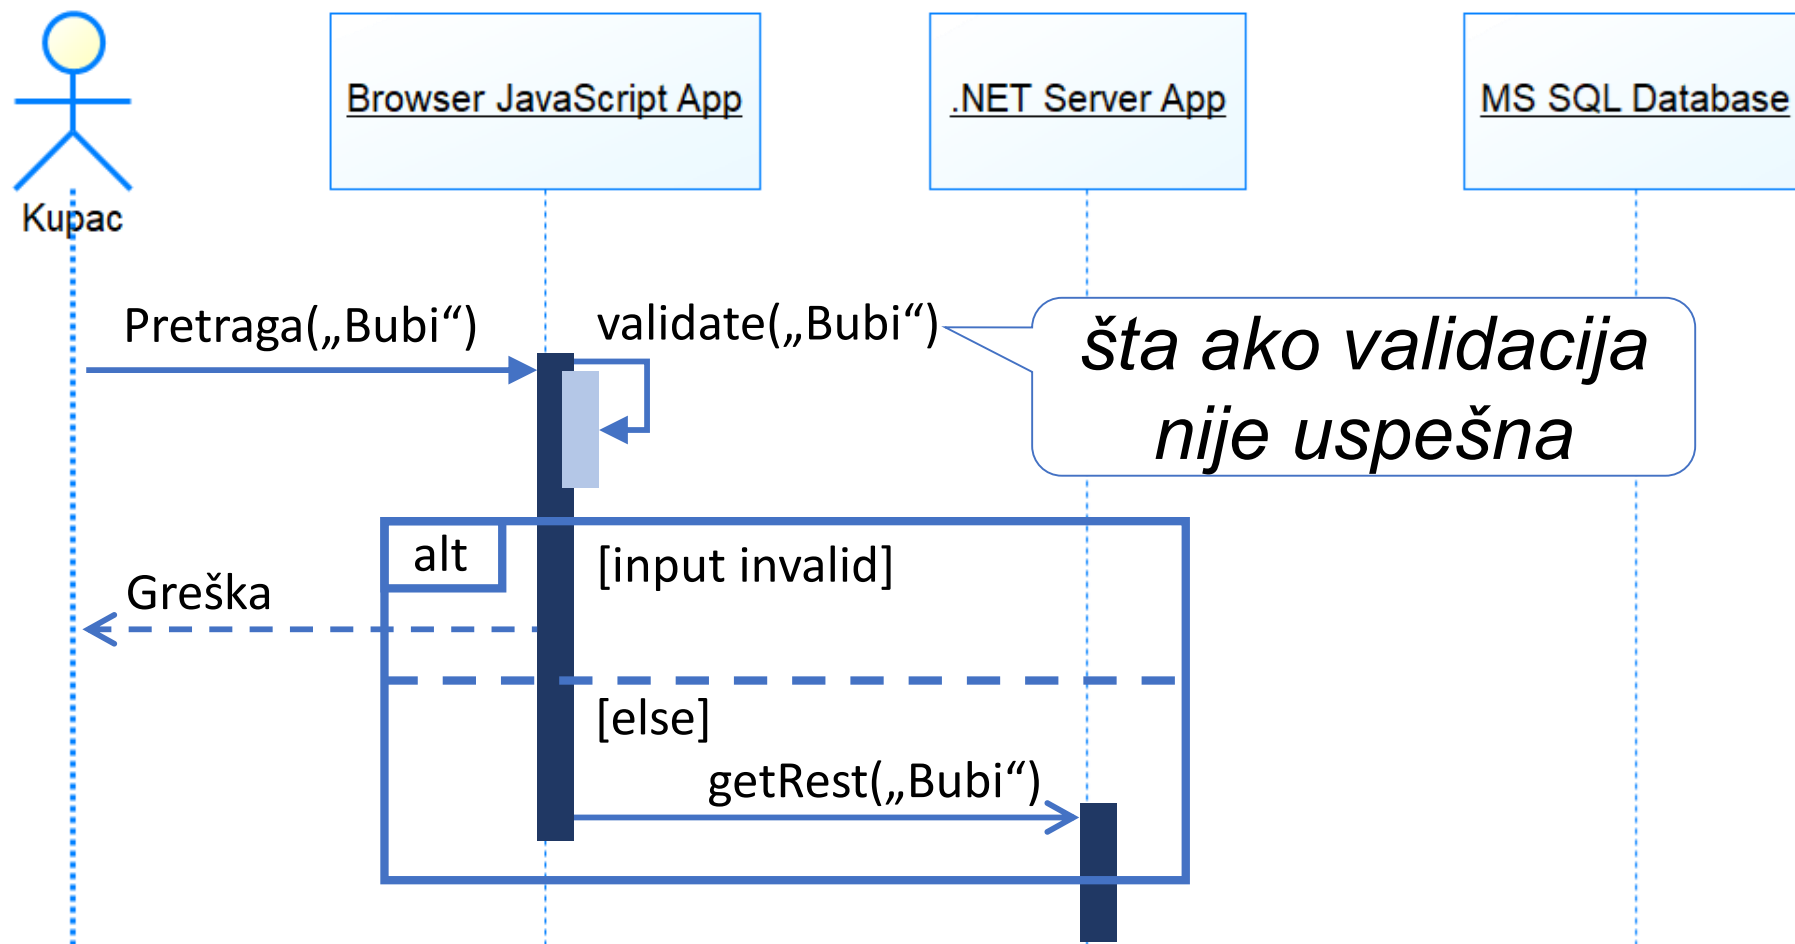 Browser JavaScript App
.NET Server App
MS SQL Database
Kupac
Pretraga(„Bubi“)
validate(„Bubi“)
šta ako validacija
nije uspešna
alt
[input invalid]
Greška
[else]
getRest(„Bubi“)